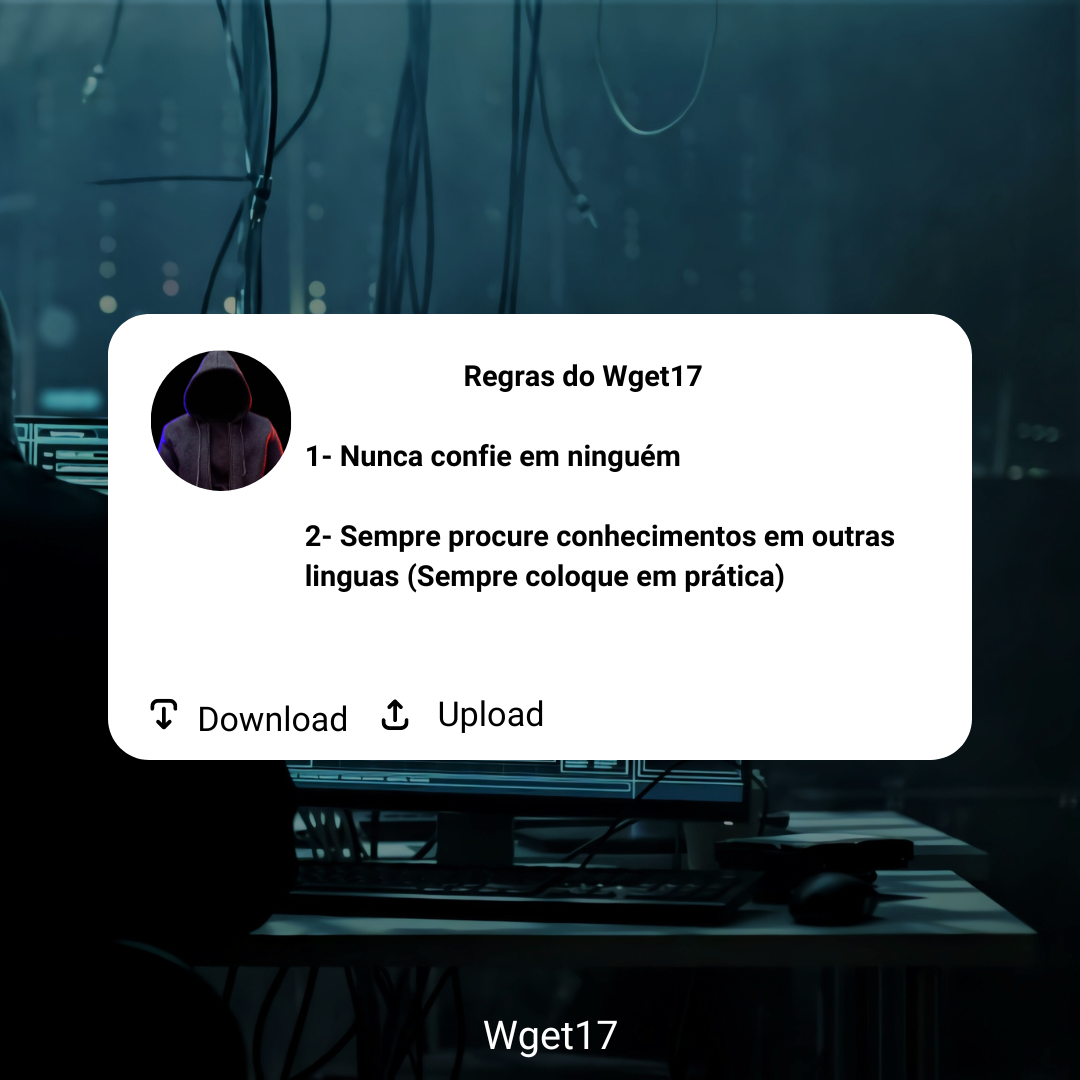 Regras do Wget17
1- Nunca confie em ninguém
2- Sempre procure conhecimentos em outras
linguas (Sempre coloque em prática)
Download
Upload
Wget17